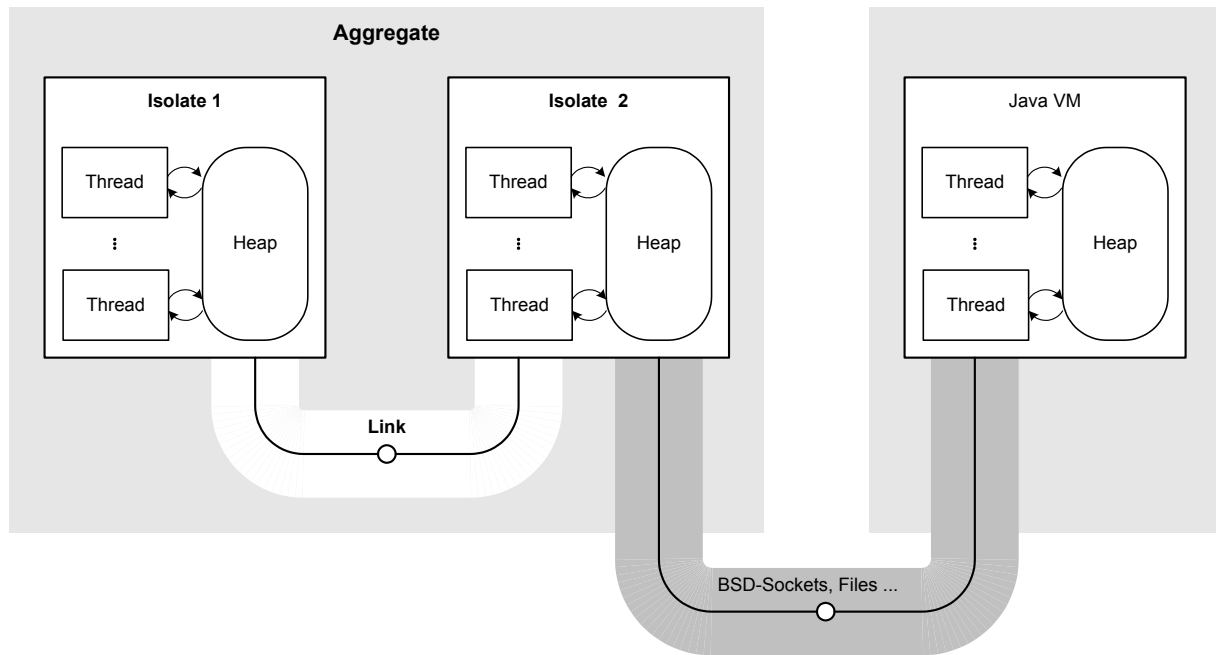 Aggregate
Isolate 1
Thread
⋮
Thread
Heap
Isolate 2
Thread
⋮
Thread
Heap
Java VM
Thread
⋮
Thread
Heap
Link
BSD-Sockets, Files ...